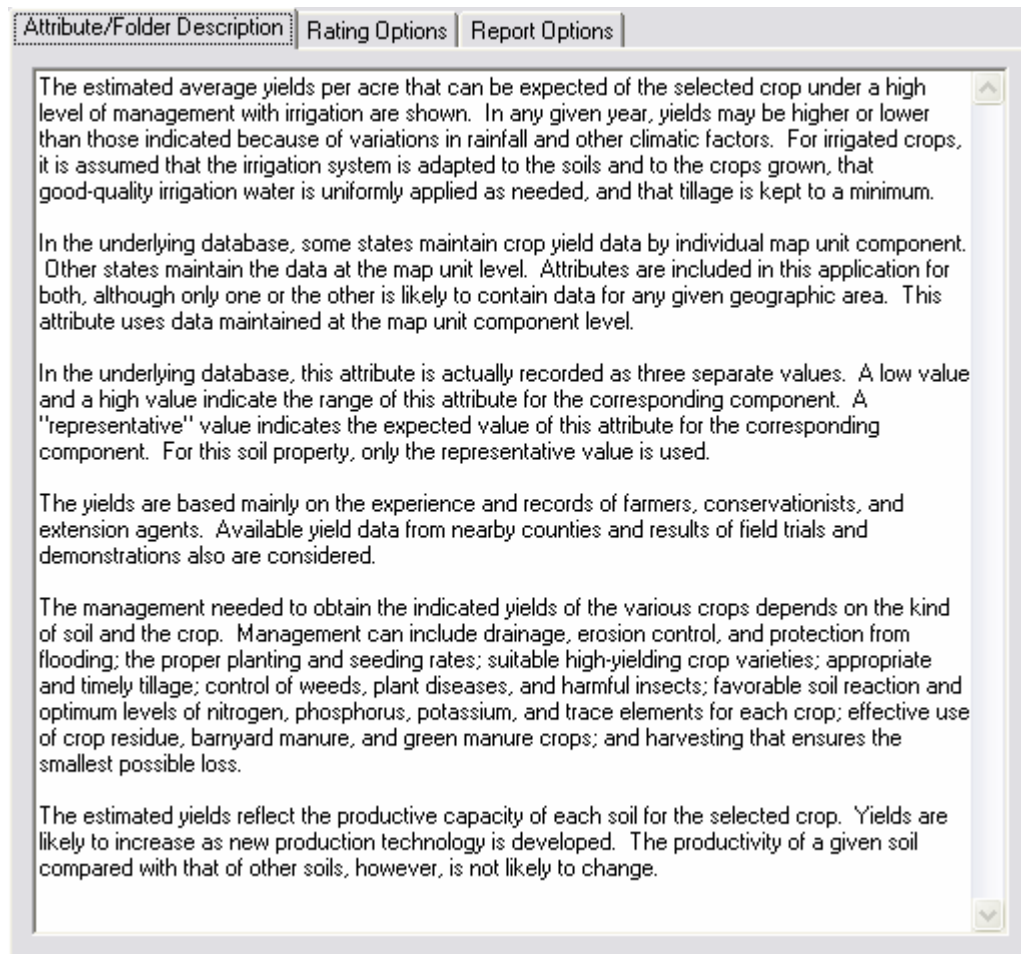 Attribute/Folder Description Rating Options Report Options
The estimated average yields per acre that can be expected of the selected crop under a high
level of management with irrigation are shown.  In any given year, yields may be higher or lower
than those indicated because of variations in rainfall and other climatic factors.  For irrigated crops,
it is assumed that the irrigation system is adapted to the soils and to the crops grown, that
good-quality irrigation water is uniformly applied as needed, and that tillage is kept to a minimum.

In the underlying database, some states maintain crop yield data by individual map unit component.
 Other states maintain the data at the map unit level.  Attributes are included in this application for
both, although only one or the other is likely to contain data for any given geographic area.  This
attribute uses data maintained at the map unit component level.

In the underlying database, this attribute is actually recorded as three separate values.  A low value
and a high value indicate the range of this attribute for the corresponding component.  A
"representative" value indicates the expected value of this attribute for the corresponding
component.  For this soil property, only the representative value is used.

The yields are based mainly on the experience and records of farmers, conservationists, and
extension agents.  Available yield data from nearby counties and results of field trials and
demonstrations also are considered.

The management needed to obtain the indicated yields of the various crops depends on the kind
of soil and the crop.  Management can include drainage, erosion control, and protection from
flooding; the proper planting and seeding rates; suitable high-yielding crop varieties; appropriate
and timely tillage; control of weeds, plant diseases, and harmful insects; favorable soil reaction and
optimum levels of nitrogen, phosphorus, potassium, and trace elements for each crop; effective use
of crop residue, barnyard manure, and green manure crops; and harvesting that ensures the
smallest possible loss.

The estimated yields reflect the productive capacity of each soil for the selected crop.  Yields are
likely to increase as new production technology is developed.  The productivity of a given soil
compared with that of other soils, however, is not likely to change.